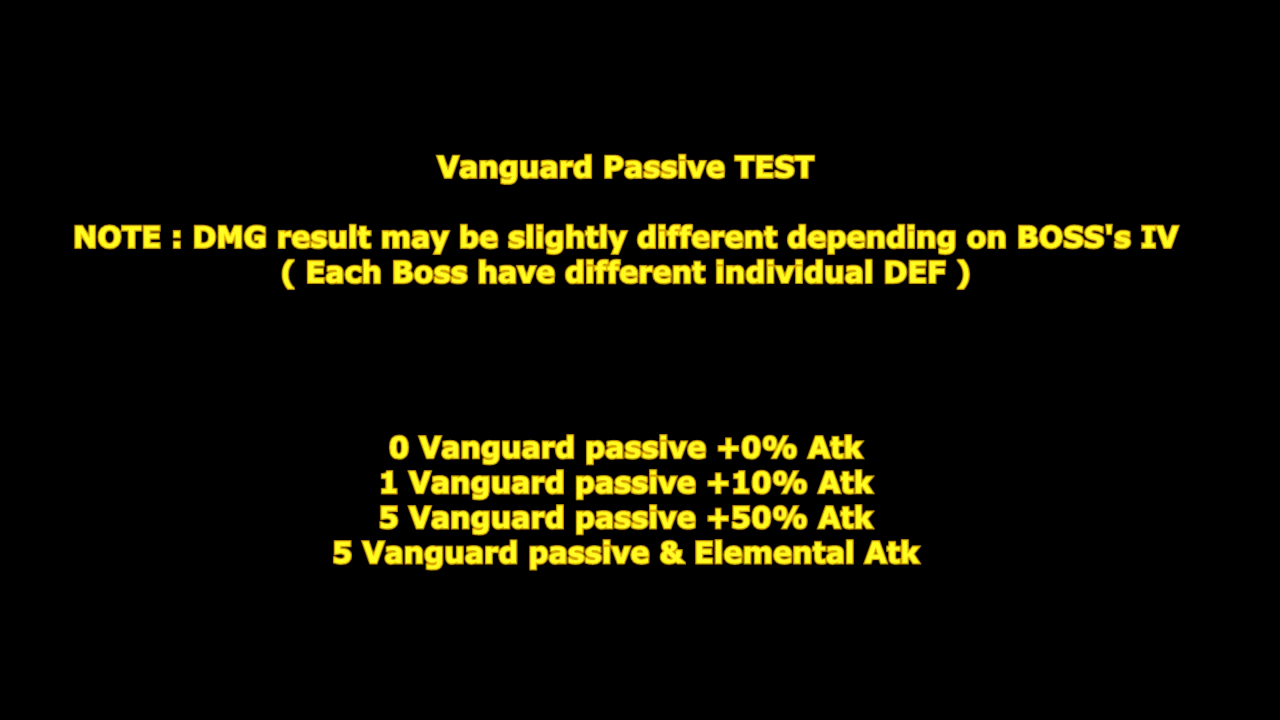 Vanguard Passive TEST
NOTE : DMG result may be slightly different depending on BOSS's IV
( Each Boss have different individual DEF )
0 Vanguard passive +0% Atk
1 Vanguard passive +10% Atk
5 Vanguard passive +50% Atk
5 Vanguard passive & Elemental Atk